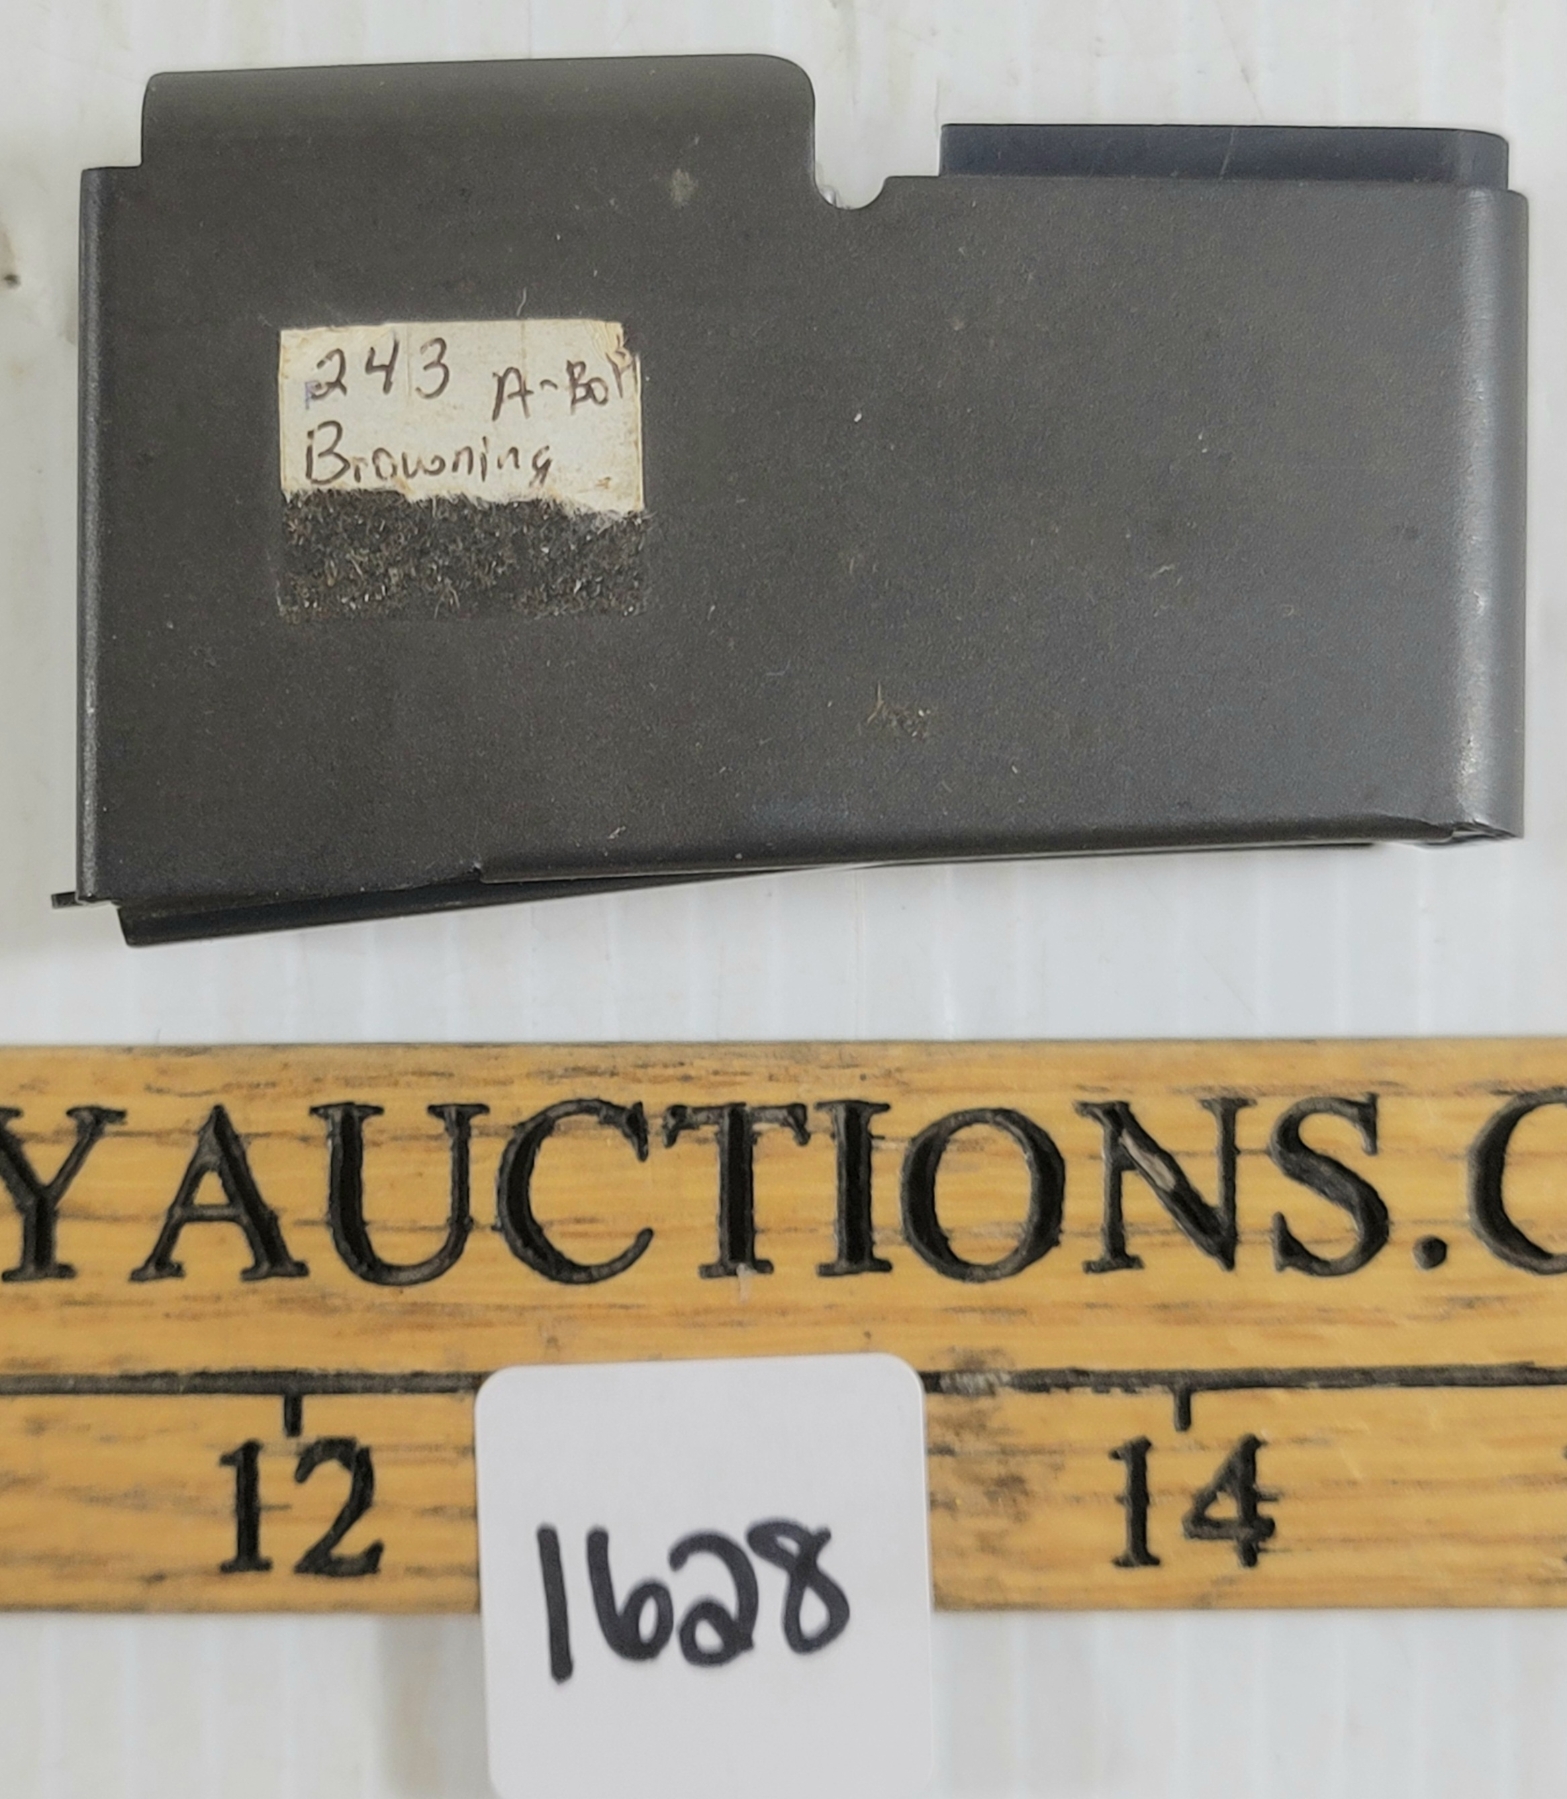 243 A-Bolt
Browning
YAUCTIONS.C
12 14
1628